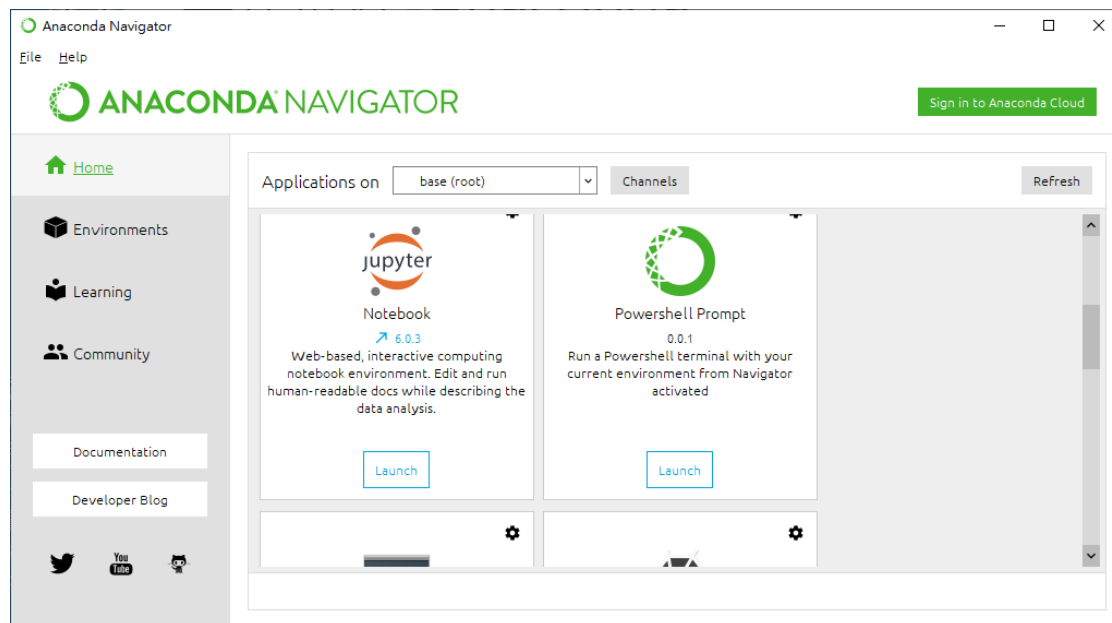 Anaconda Navigator
File Help
ANACONDA NAVIGATOR
Sign in to Anaconda Cloud
Home
Environments
Learning
Community
Documentation
Developer Blog
You
Tube
Applications on
base (root)
Channels
Refresh
jupyter
Notebook
6.0.3
Web-based, interactive computing
notebook environment. Edit and run
human-readable docs while describing the
data analysis.
Launch
Powershell Prompt
0.0.1
Run a Powershell terminal with your
current environment from Navigator
activated
Launch